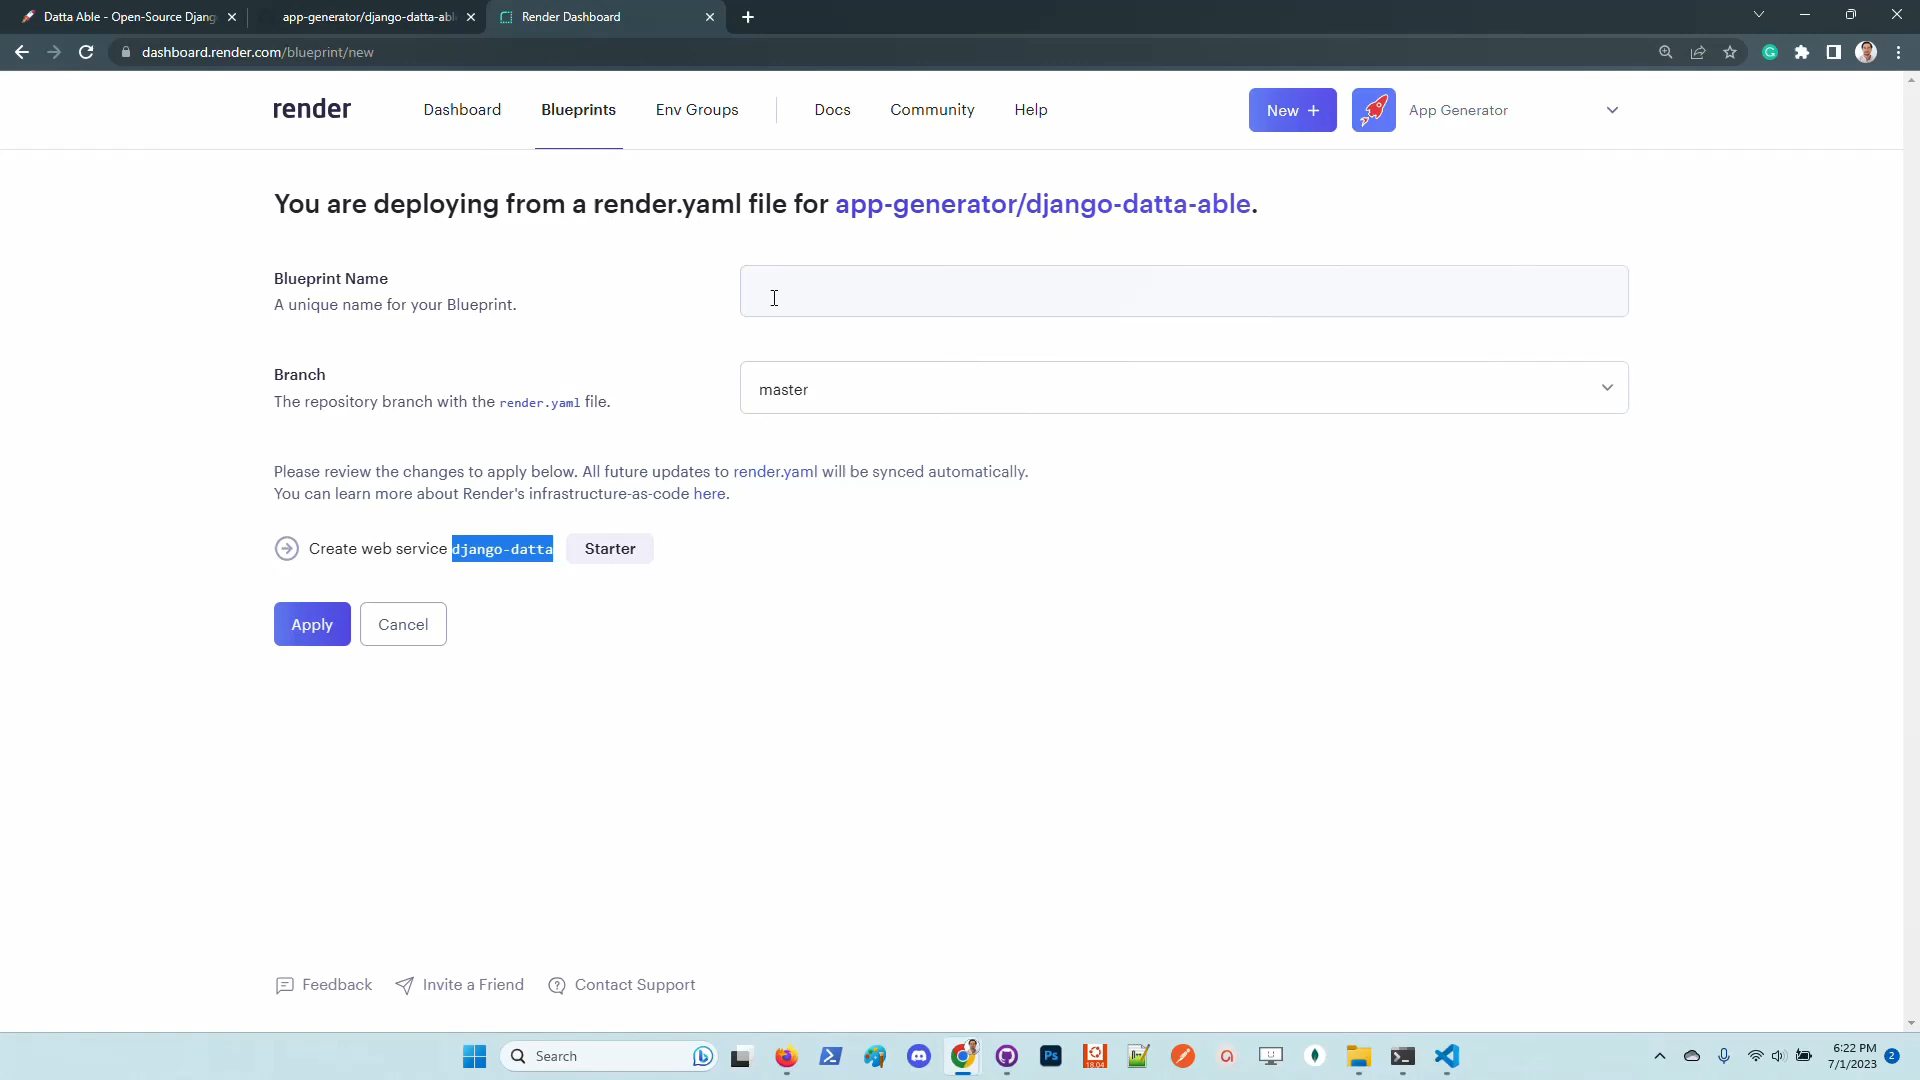 Datta Able - Open-Source Djang
app-generator/django-datta-abl
Render Dashboard
dashboard.render.com/blueprint/new
render
Dashboard
Blueprints
Env Groups
Docs
Community
Help
New +
App Generator
You are deploying from a render.yaml file for app-generator/django-datta-able.
Blueprint Name
A unique name for your Blueprint.
Branch
The repository branch with the render.yaml file.
master
Please review the changes to apply below. All future updates to render.yaml will be synced automatically.
You can learn more about Render's infrastructure-as-code here.
Create web service django-datta Starter
Apply
Cancel
Feedback
Invite a Friend
Contact Support
Search
Ps
18.04
6:22 PM
7/1/2023
2